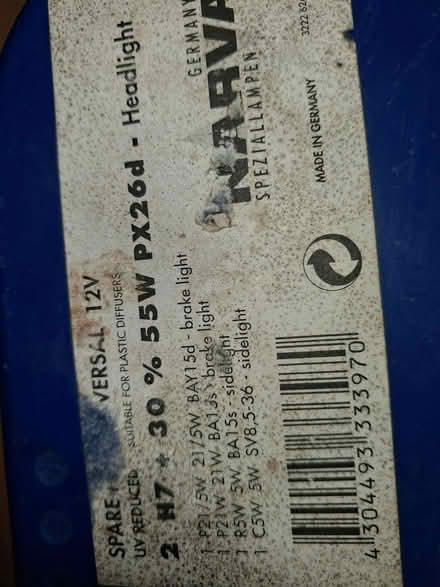 SPARE VERSAL 12V
UV REDUCED SUITABLE FOR PLASTIC DIFFUSERS
2 H7 + 30 % 55W PX26d - Headlight
1 P21/5W 21/5W BAY15d - brake light
1 P21W 21W BA15s - brake light
1 R5W 5W BA15s - sidelight
1 C5W 5W SV8,5-36 - sidelight
GERMANY
NARVA
SPEZIALLAMPEN
MADE IN GERMANY
4 304493 333970